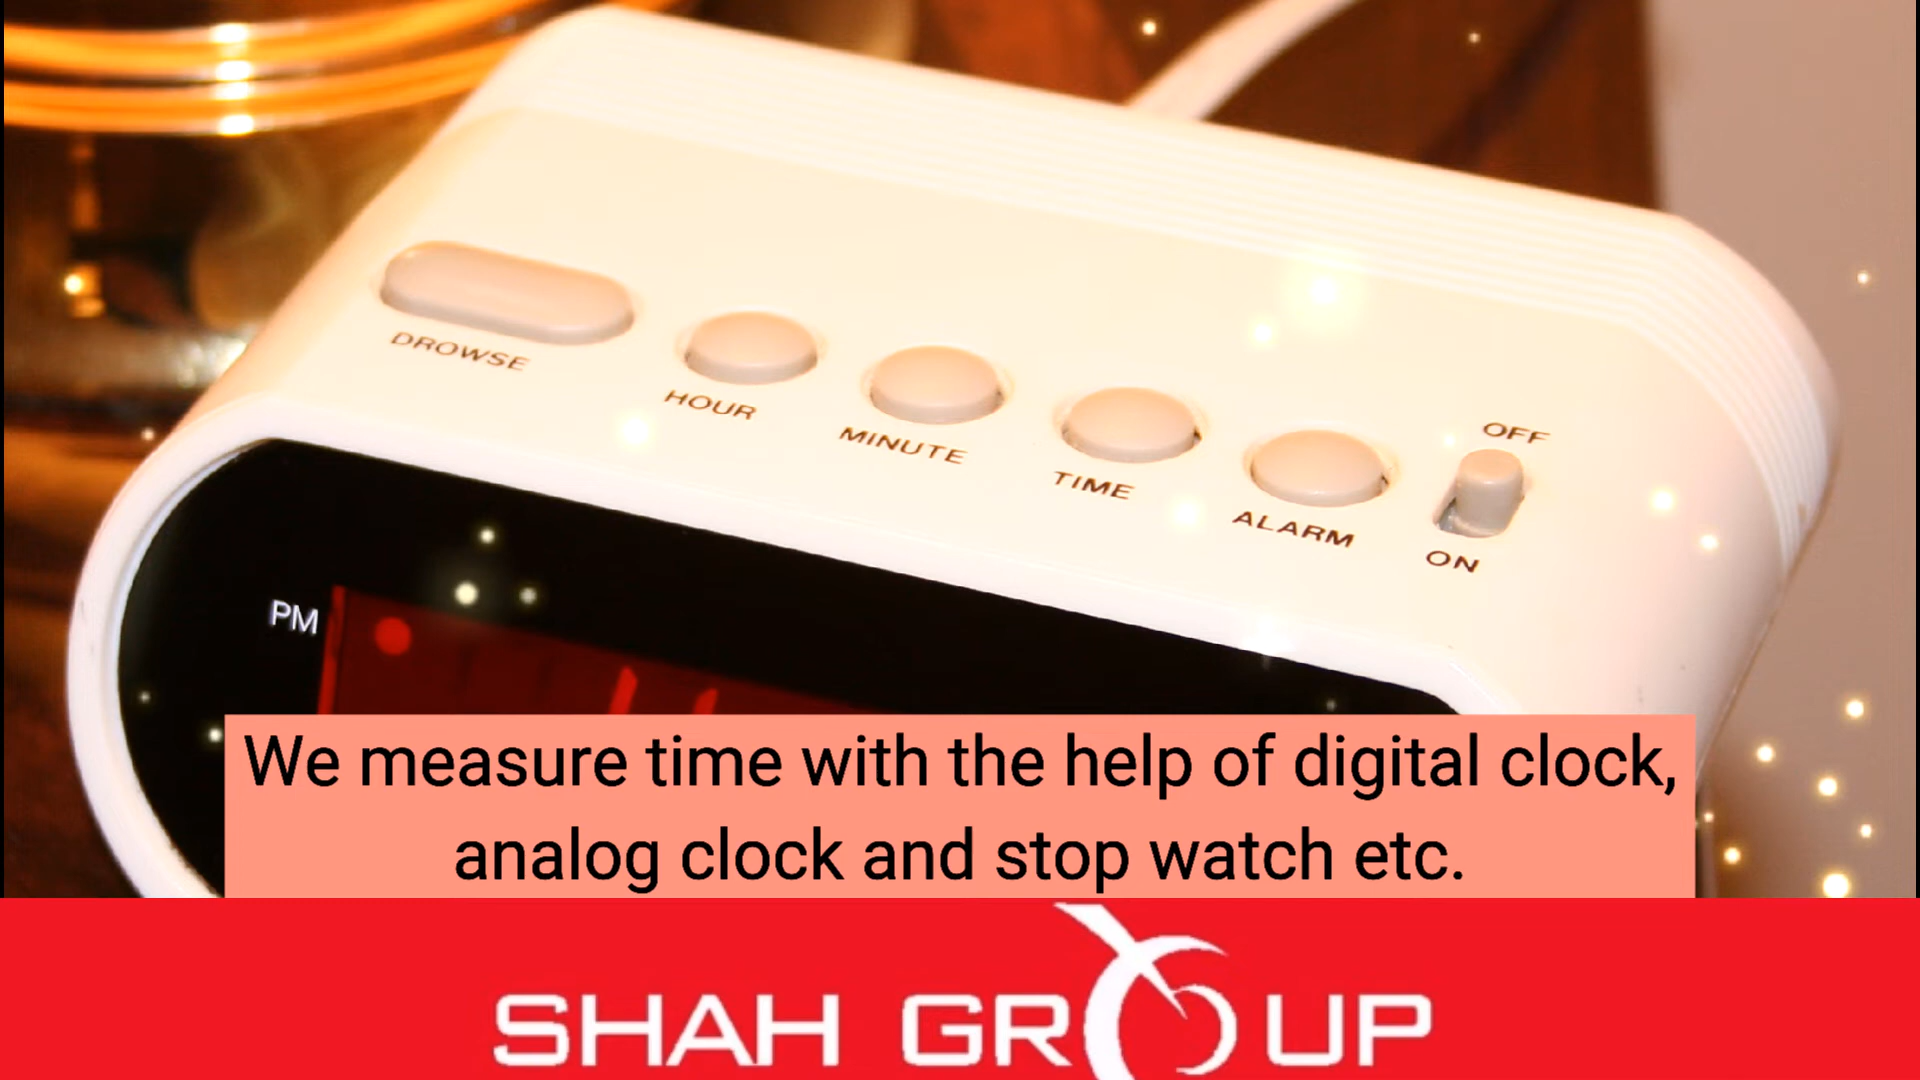 DROWSE
HOUR
MINUTE
TIME
ALARM
OFF
ON
PM
We measure time with the help of digital clock,
analog clock and stop watch etc.
SHAH GROUP